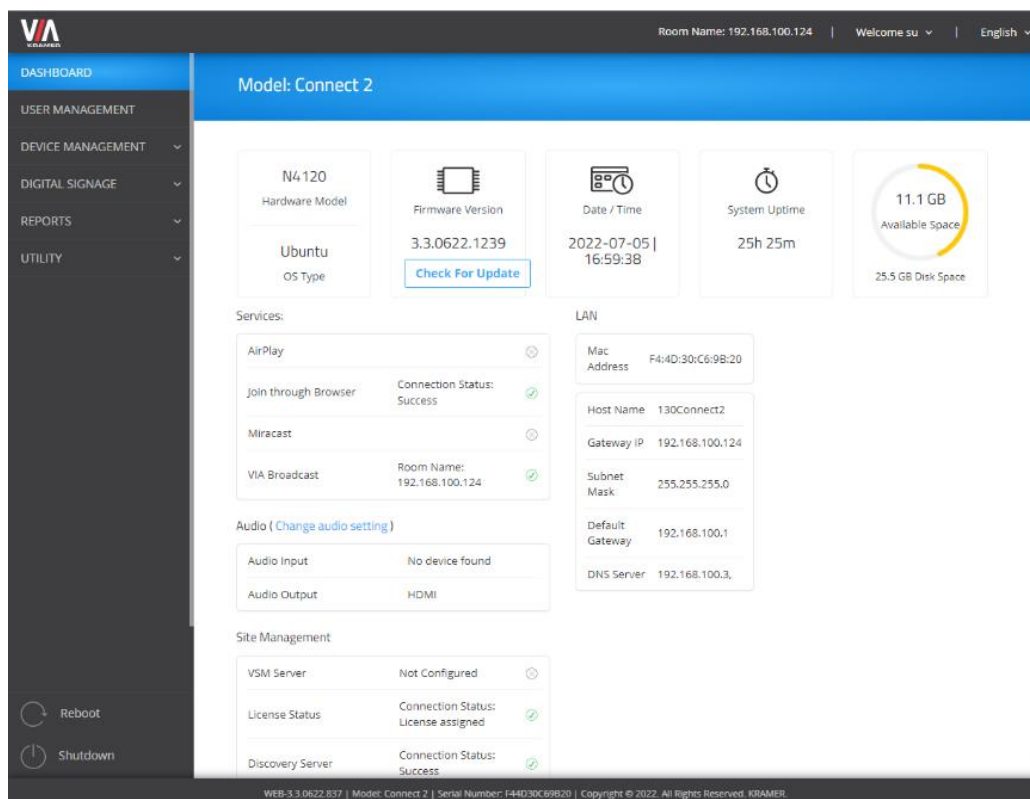 VIA
KRAMER
Room Name: 192.168.100.124 | Welcome su | English
DASHBOARD
USER MANAGEMENT
DEVICE MANAGEMENT
DIGITAL SIGNAGE
REPORTS
UTILITY
Reboot
Shutdown
Model: Connect 2
N4120
Hardware Model
Ubuntu
OS Type
Firmware Version
3.3.0622.1239
Check For Update
Date / Time
2022-07-05 |
16:59:38
System Uptime
25h 25m
11.1 GB
Available Space
25.5 GB Disk Space
Services:
AirPlay
Join through Browser
Connection Status:
Success
Miracast
VIA Broadcast
Room Name:
192.168.100.124
Audio ( Change audio setting )
Audio Input No device found
Audio Output HDMI
Site Management
VSM Server Not Configured
License Status
Connection Status:
License assigned
Discovery Server
Connection Status:
Success
LAN
Mac
Address
F4:4D:30:C6:9B:20
Host Name 130Connect2
Gateway IP 192.168.100.124
Subnet
Mask
255.255.255.0
Default
Gateway
192.168.100.1
DNS Server 192.168.100.3,
WEB-3.3.0622.837 | Model: Connect 2 | Serial Number: F44D30C69B20 | Copyright © 2022. All Rights Reserved. KRAMER.